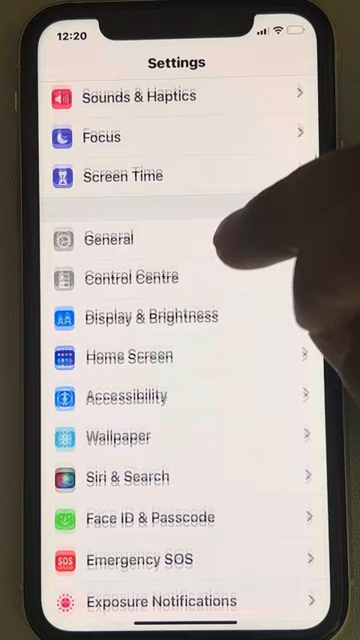 12:20
Settings
Sounds & Haptics
Focus
Screen Time
General
Control Centre
Display & Brightness
Home Screen
Accessibility
Wallpaper
Siri & Search
Face ID & Passcode
SOS
Emergency SOS
Exposure Notifications